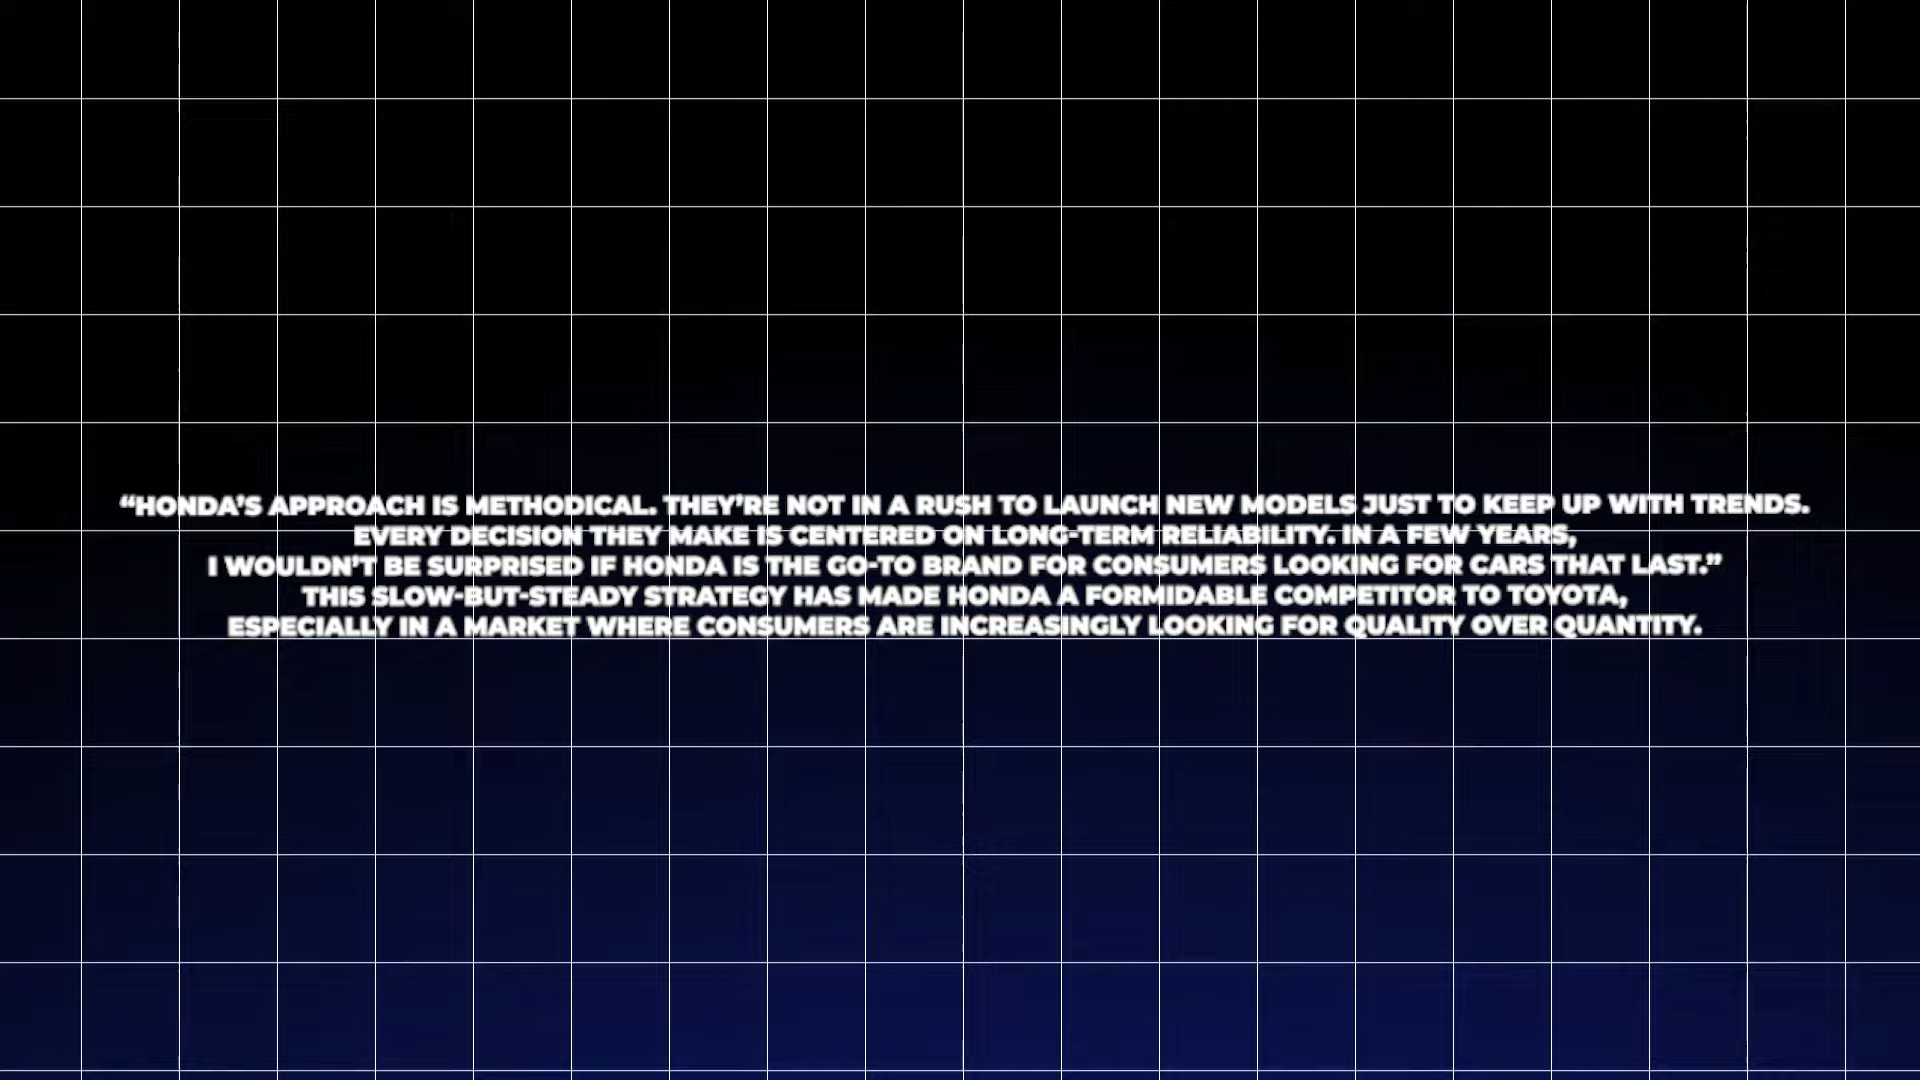 “HONDA’S APPROACH IS METHODICAL. THEY’RE NOT IN A RUSH TO LAUNCH NEW MODELS JUST TO KEEP UP WITH TRENDS.
EVERY DECISION THEY MAKE IS CENTERED ON LONG-TERM RELIABILITY. IN A FEW YEARS,
I WOULDN’T BE SURPRISED IF HONDA IS THE GO-TO BRAND FOR CONSUMERS LOOKING FOR CARS THAT LAST.”
THIS SLOW-BUT-STEADY STRATEGY HAS MADE HONDA A FORMIDABLE COMPETITOR TO TOYOTA,
ESPECIALLY IN A MARKET WHERE CONSUMERS ARE INCREASINGLY LOOKING FOR QUALITY OVER QUANTITY.